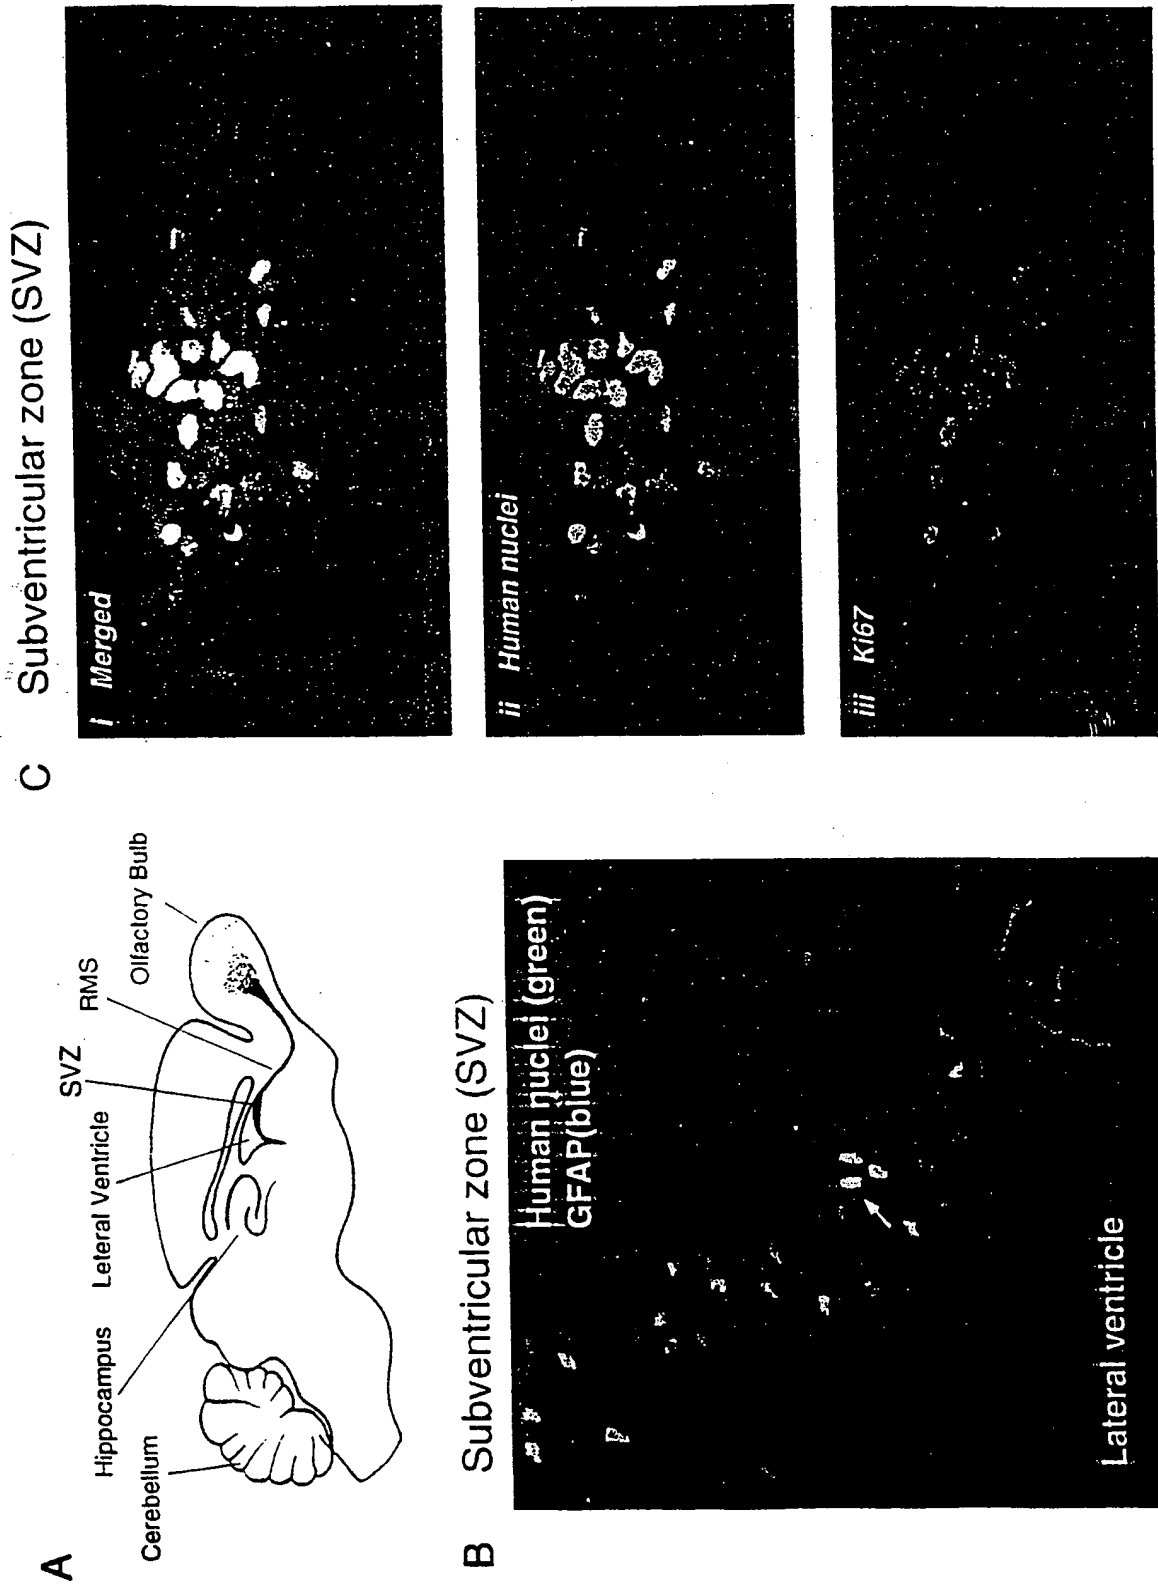 A
Cerebellum
Hippocampus
Leteral Ventricle
SVZ
RMS
Olfactory Bulb
B
Subventricular zone (SVZ)
Human nuclei (green)
GFAP(blue)
Lateral ventricle
C
Subventricular zone (SVZ)
i Merged
ii Human nuclei
iii Ki67